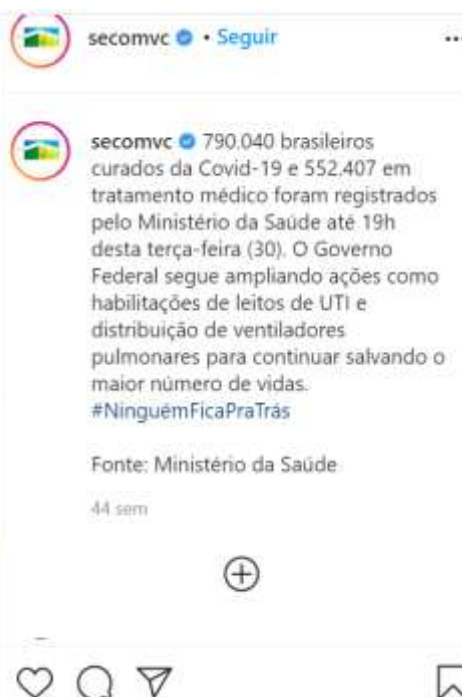 secomvc • Seguir
secomvc 790.040 brasileiros
curados da Covid-19 e 552.407 em
tratamento médico foram registrados
pelo Ministério da Saúde até 19h
desta terça-feira (30). O Governo
Federal segue ampliando ações como
habilitações de leitos de UTI e
distribuição de ventiladores
pulmonares para continuar salvando o
maior número de vidas.
#NinguémFicaPraTrás
Fonte: Ministério da Saúde
44 sem